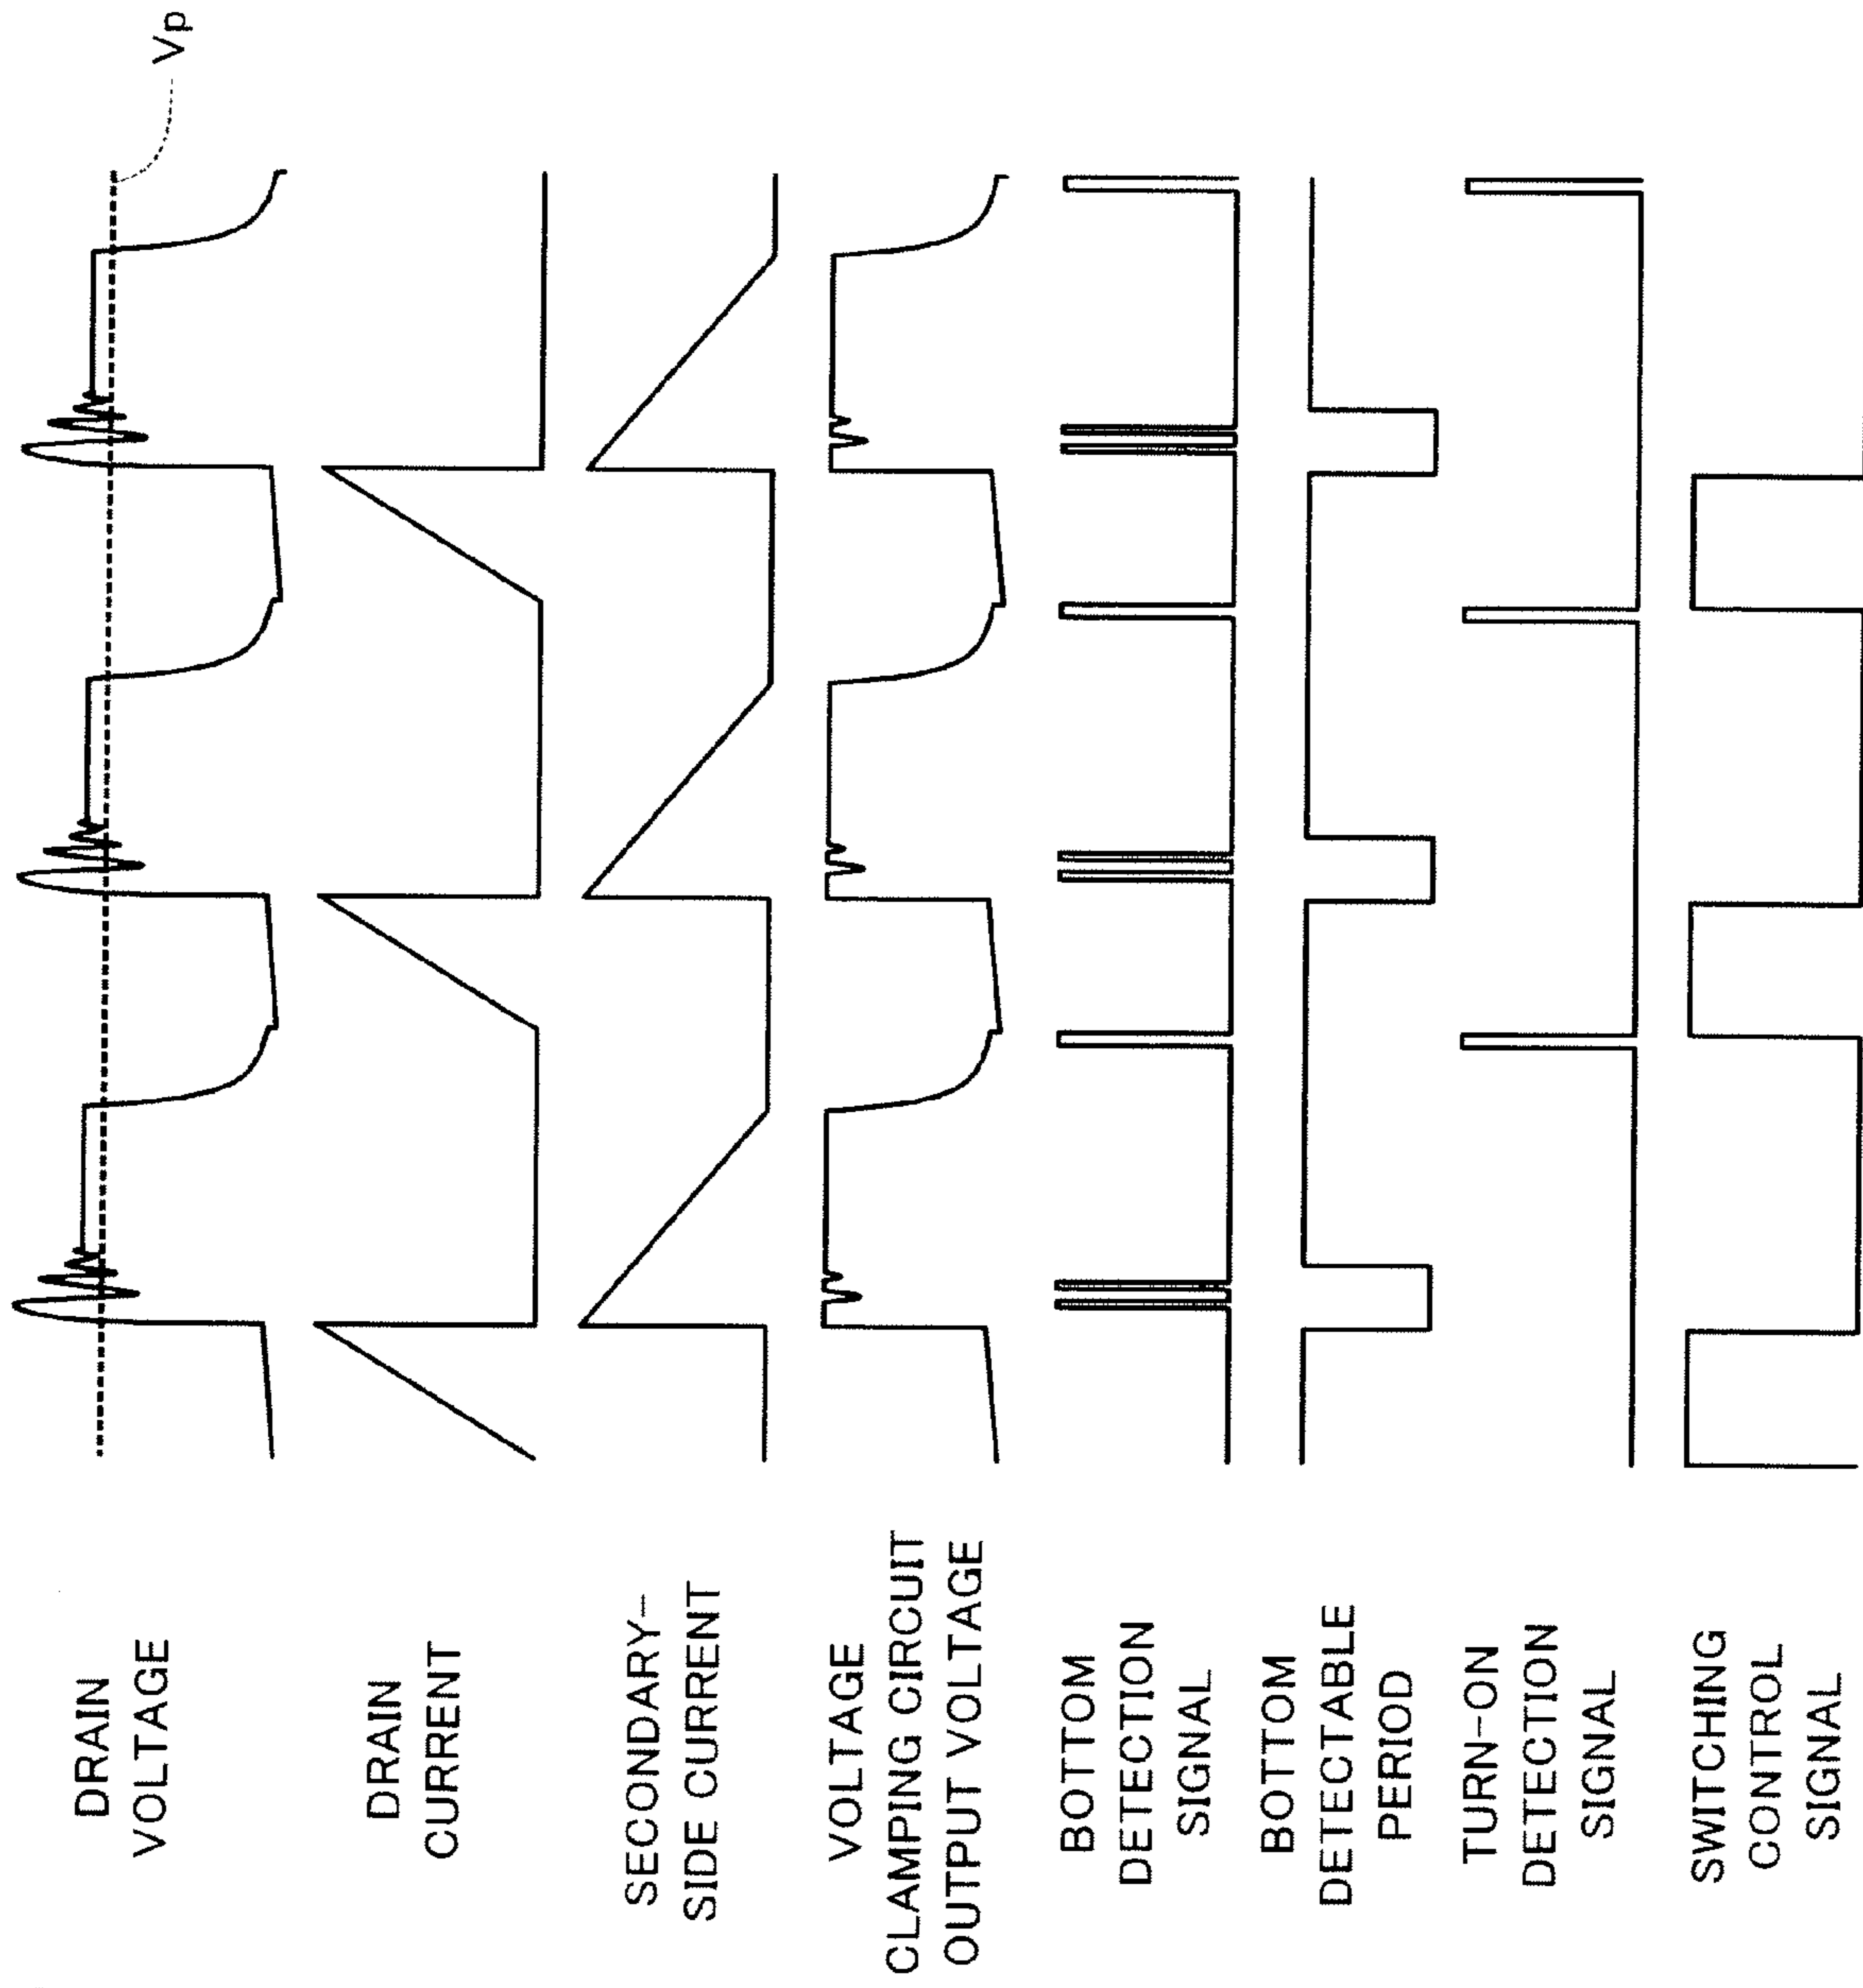 Vp
DRAIN
VOLTAGE
DRAIN
CURRENT
SECONDARY-
SIDE CURRENT
VOLTAGE
CLAMPING CIRCUIT
OUTPUT VOLTAGE
BOTTOM
DETECTION
SIGNAL
BOTTOM
DETECTABLE
PERIOD
TURN-ON
DETECTION
SIGNAL
SWITCHING
CONTROL
SIGNAL